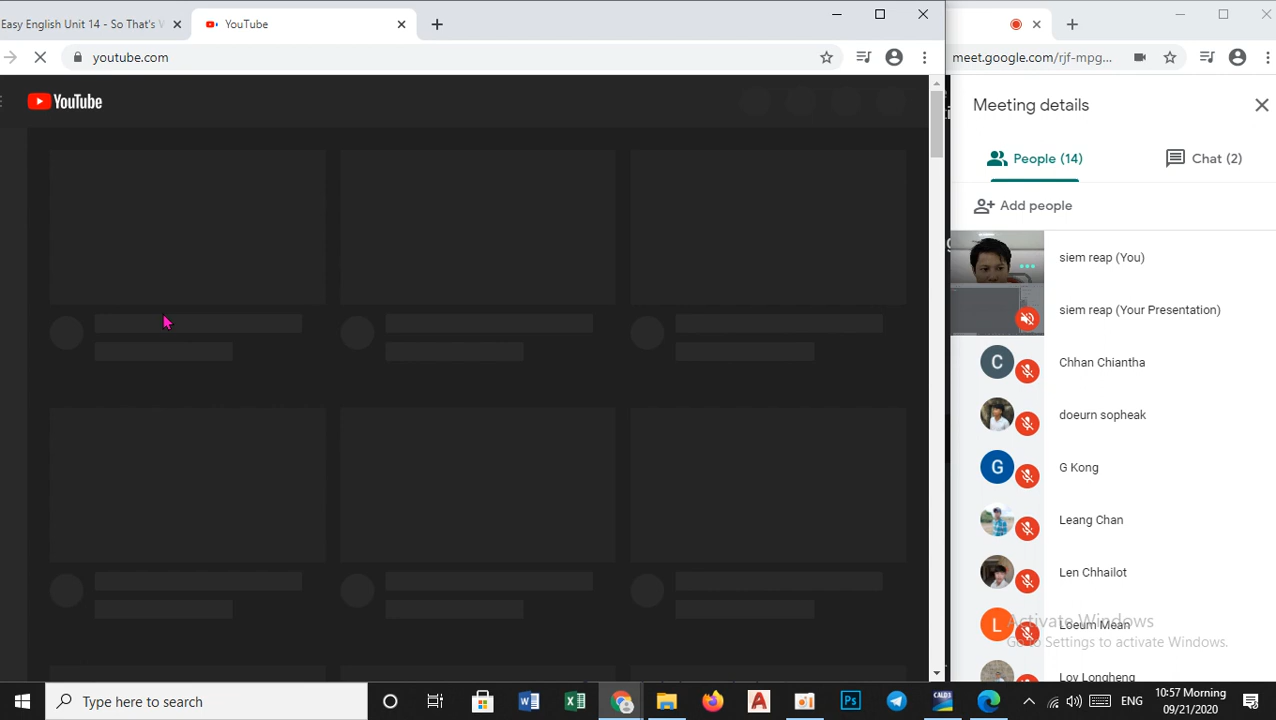 Easy English Unit 14 - So That's W
YouTube
youtube.com
meet.google.com/rjf-mpg...
YouTube
Meeting details
People (14)
Chat (2)
Add people
siem reap (You)
siem reap (Your Presentation)
C
Chhan Chiantha
doeurn sopheak
G
G Kong
Leang Chan
Len Chhailot
L
Loeum Mean
Activate Windows
Go to Settings to activate Windows.
Loy Longheng
Type here to search
W
X
A
Ps
CALD3
ENG
10:57 Morning
09/21/2020